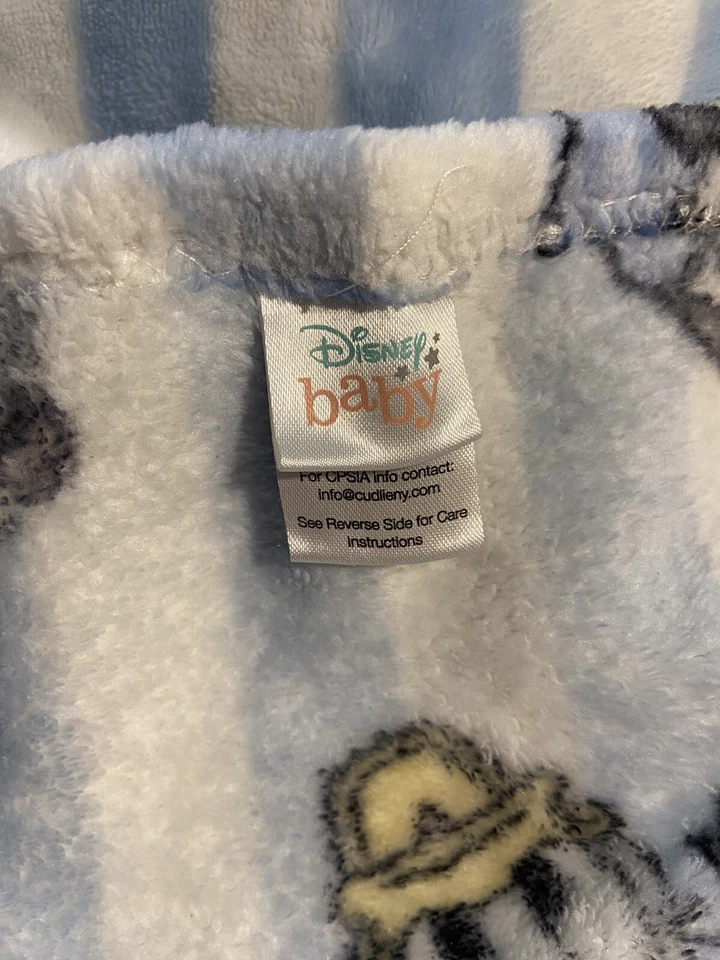 Disney
baby
For CPSIA info contact:
info@cudlieny.com
See Reverse Side for Care
Instructions